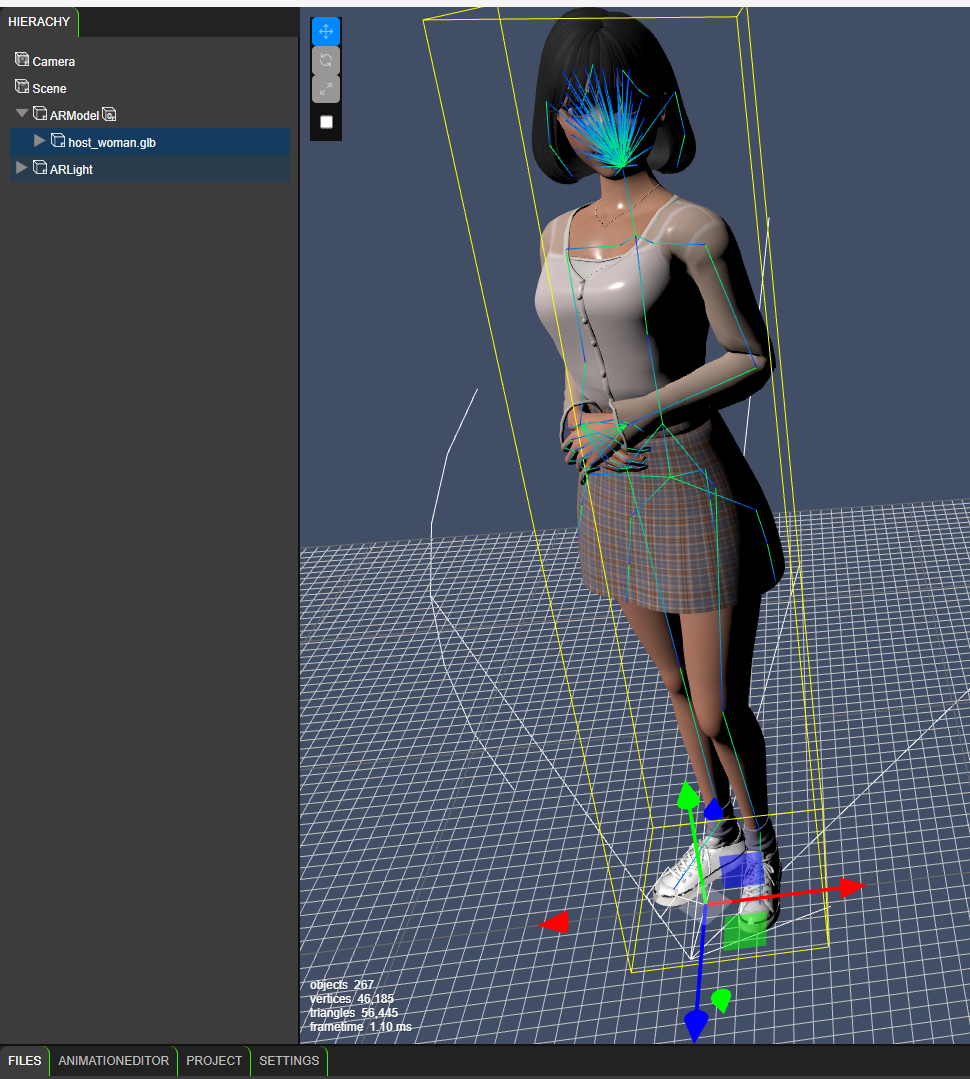 HIERACHY
Camera
Scene
ARModel
host_woman.glb
ARLight
objects 267
vertices 46,185
triangles 56,445
frametime 1.10 ms
FILES ANIMATIONEDITOR PROJECT SETTINGS